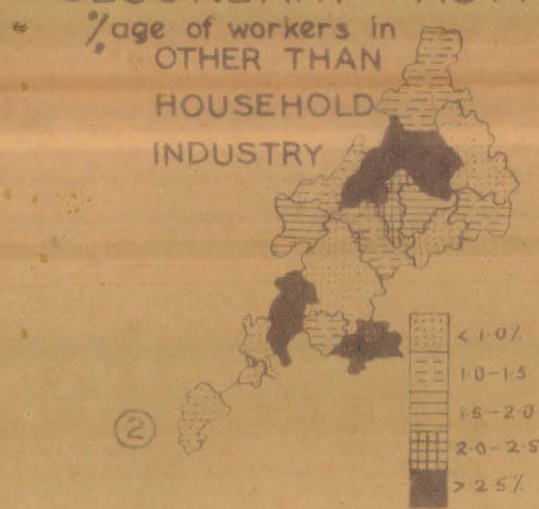 %age of workers in
OTHER THAN
HOUSEHOLD
INDUSTRY
②
< 1·0%
1·0-1·5
1·5-2·0
2·0-2·5
> 2·5%